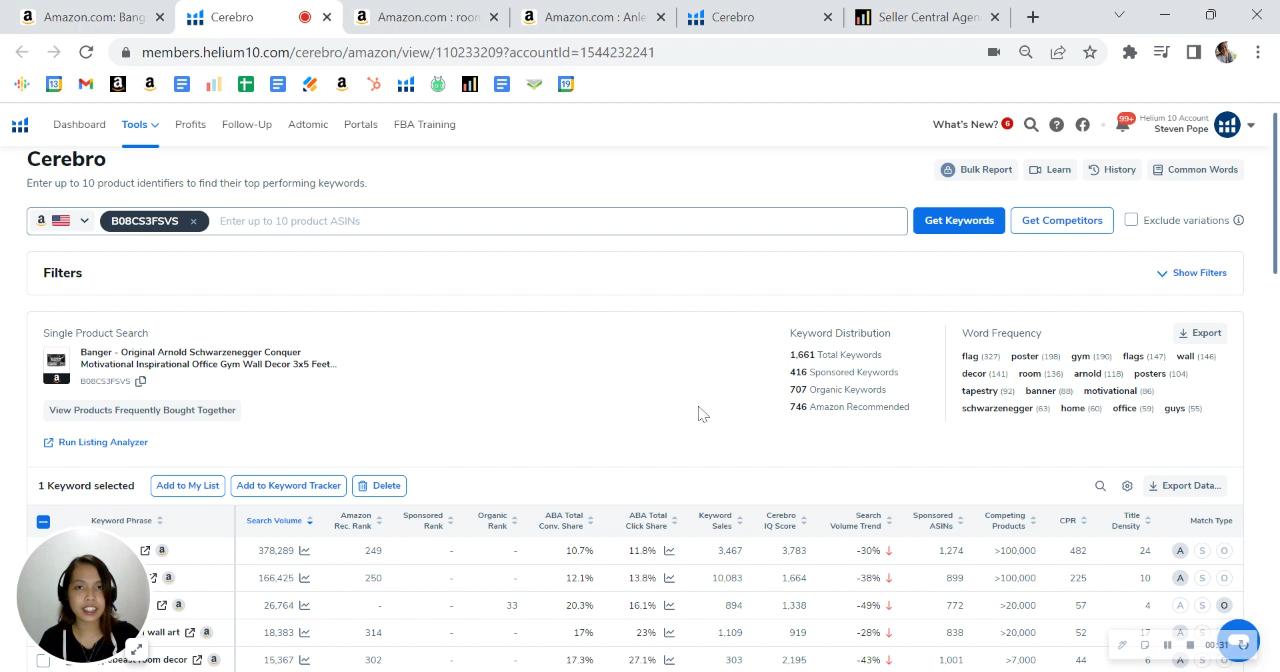 Amazon.com: Bang
Cerebro
Amazon.com : roon
Amazon.com : Anle
Cerebro
Seller Central Agen
members.helium10.com/cerebro/amazon/view/110233209?accountId=1544232241
Dashboard
Tools
Profits
Follow-Up
Adtomic
Portals
FBA Training
What's New? 6
99+
Helium 10 Account
Steven Pope
Cerebro
Enter up to 10 product identifiers to find their top performing keywords.
Bulk Report
Learn
History
Common Words
B08CS3FSVS
Enter up to 10 product ASINs
Get Keywords
Get Competitors
Exclude variations
Filters
Show Filters
Single Product Search
Banger - Original Arnold Schwarzenegger Conquer
Motivational Inspirational Office Gym Wall Decor 3x5 Feet...
B08CS3FSVS
View Products Frequently Bought Together
Run Listing Analyzer
Keyword Distribution
1,661 Total Keywords
416 Sponsored Keywords
707 Organic Keywords
746 Amazon Recommended
Word Frequency
Export
flag (327) poster (198) gym (190) flags (147) wall (146)
decor (141) room (136) arnold (118) posters (104)
tapestry (92) banner (88) motivational (86)
schwarzenegger (63) home (60) office (59) guys (55)
1 Keyword selected
Add to My List
Add to Keyword Tracker
Delete
Export Data...
Keyword Phrase
Search Volume
Amazon Rec. Rank
Sponsored Rank
Organic Rank
ABA Total Conv. Share
ABA Total Click Share
Keyword Sales
Cerebro IQ Score
Search Volume Trend
Sponsored ASINs
Competing Products
CPR
Title Density
Match Type
378,289 249 - - 10.7% 11.8% 3,467 3,783 -30% 1,274 >100,000 482 24 A S O
166,425 250 - - 12.1% 13.8% 10,083 1,664 -38% 899 >100,000 225 10 A S O
26,764 - - 33 20.3% 16.1% 894 1,338 -49% 772 >20,000 57 4 A S O
wall art 18,383 314 - - 17% 23% 1,109 919 -28% 838 >20,000 52 17 A S O
room decor 15,367 302 - - 17.3% 27.1% 303 2,195 -43% 1,001 >7,000 44 6 A S O
00:31